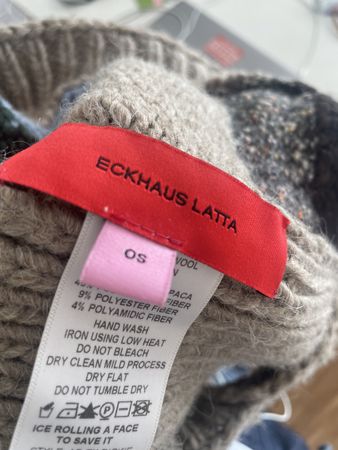 ECKHAUS LATTA
OS
WOOL
PACA
9% POLYESTER FIBER
4% POLYAMIDIC FIBER
HAND WASH
IRON USING LOW HEAT
DO NOT BLEACH
DRY CLEAN MILD PROCESS
DRY FLAT
DO NOT TUMBLE DRY
ICE ROLLING A FACE
TO SAVE IT